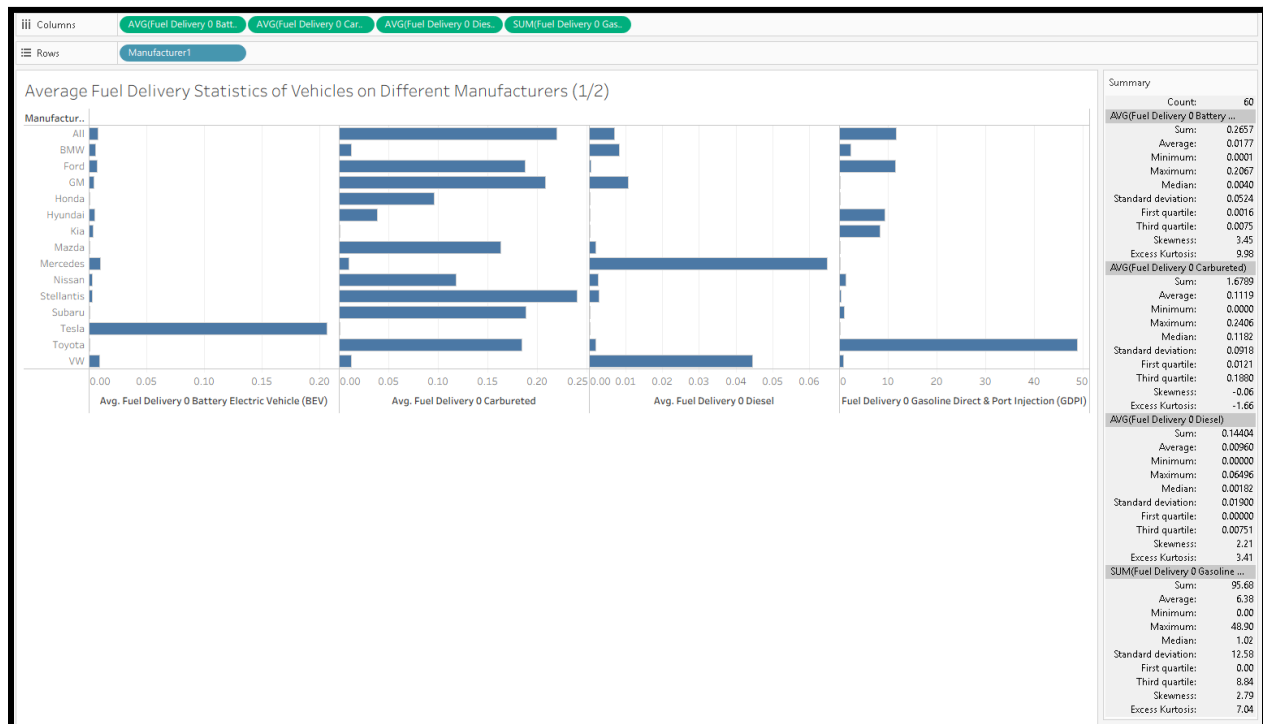 Columns AVG(Fuel Delivery 0 Batt.. AVG(Fuel Delivery 0 Car.. AVG(Fuel Delivery 0 Dies.. SUM(Fuel Delivery 0 Gas..
Rows Manufacturer1
Average Fuel Delivery Statistics of Vehicles on Different Manufacturers (1/2)
Manufactur..
All
BMW
Ford
GM
Honda
Hyundai
Kia
Mazda
Mercedes
Nissan
Stellantis
Subaru
Tesla
Toyota
VW
0.00 0.05 0.10 0.15 0.20 0.00 0.05 0.10 0.15 0.20 0.25 0.00 0.01 0.02 0.03 0.04 0.05 0.06 0 10 20 30 40 50
Avg. Fuel Delivery 0 Battery Electric Vehicle (BEV) Avg. Fuel Delivery 0 Carbureted Avg. Fuel Delivery 0 Diesel Fuel Delivery 0 Gasoline Direct & Port Injection (GDPI)
Summary
Count: 60
AVG(Fuel Delivery 0 Battery ...
Sum: 0.2657
Average: 0.0177
Minimum: 0.0001
Maximum: 0.2067
Median: 0.0040
Standard deviation: 0.0524
First quartile: 0.0016
Third quartile: 0.0075
Skewness: 3.45
Excess Kurtosis: 9.98
AVG(Fuel Delivery 0 Carbureted)
Sum: 1.6789
Average: 0.1119
Minimum: 0.0000
Maximum: 0.2406
Median: 0.1182
Standard deviation: 0.0918
First quartile: 0.0121
Third quartile: 0.1880
Skewness: -0.06
Excess Kurtosis: -1.66
AVG(Fuel Delivery 0 Diesel)
Sum: 0.14404
Average: 0.00960
Minimum: 0.00000
Maximum: 0.06496
Median: 0.00182
Standard deviation: 0.01900
First quartile: 0.00000
Third quartile: 0.00751
Skewness: 2.21
Excess Kurtosis: 3.41
SUM(Fuel Delivery 0 Gasoline ...
Sum: 95.68
Average: 6.38
Minimum: 0.00
Maximum: 48.90
Median: 1.02
Standard deviation: 12.58
First quartile: 0.00
Third quartile: 8.84
Skewness: 2.79
Excess Kurtosis: 7.04